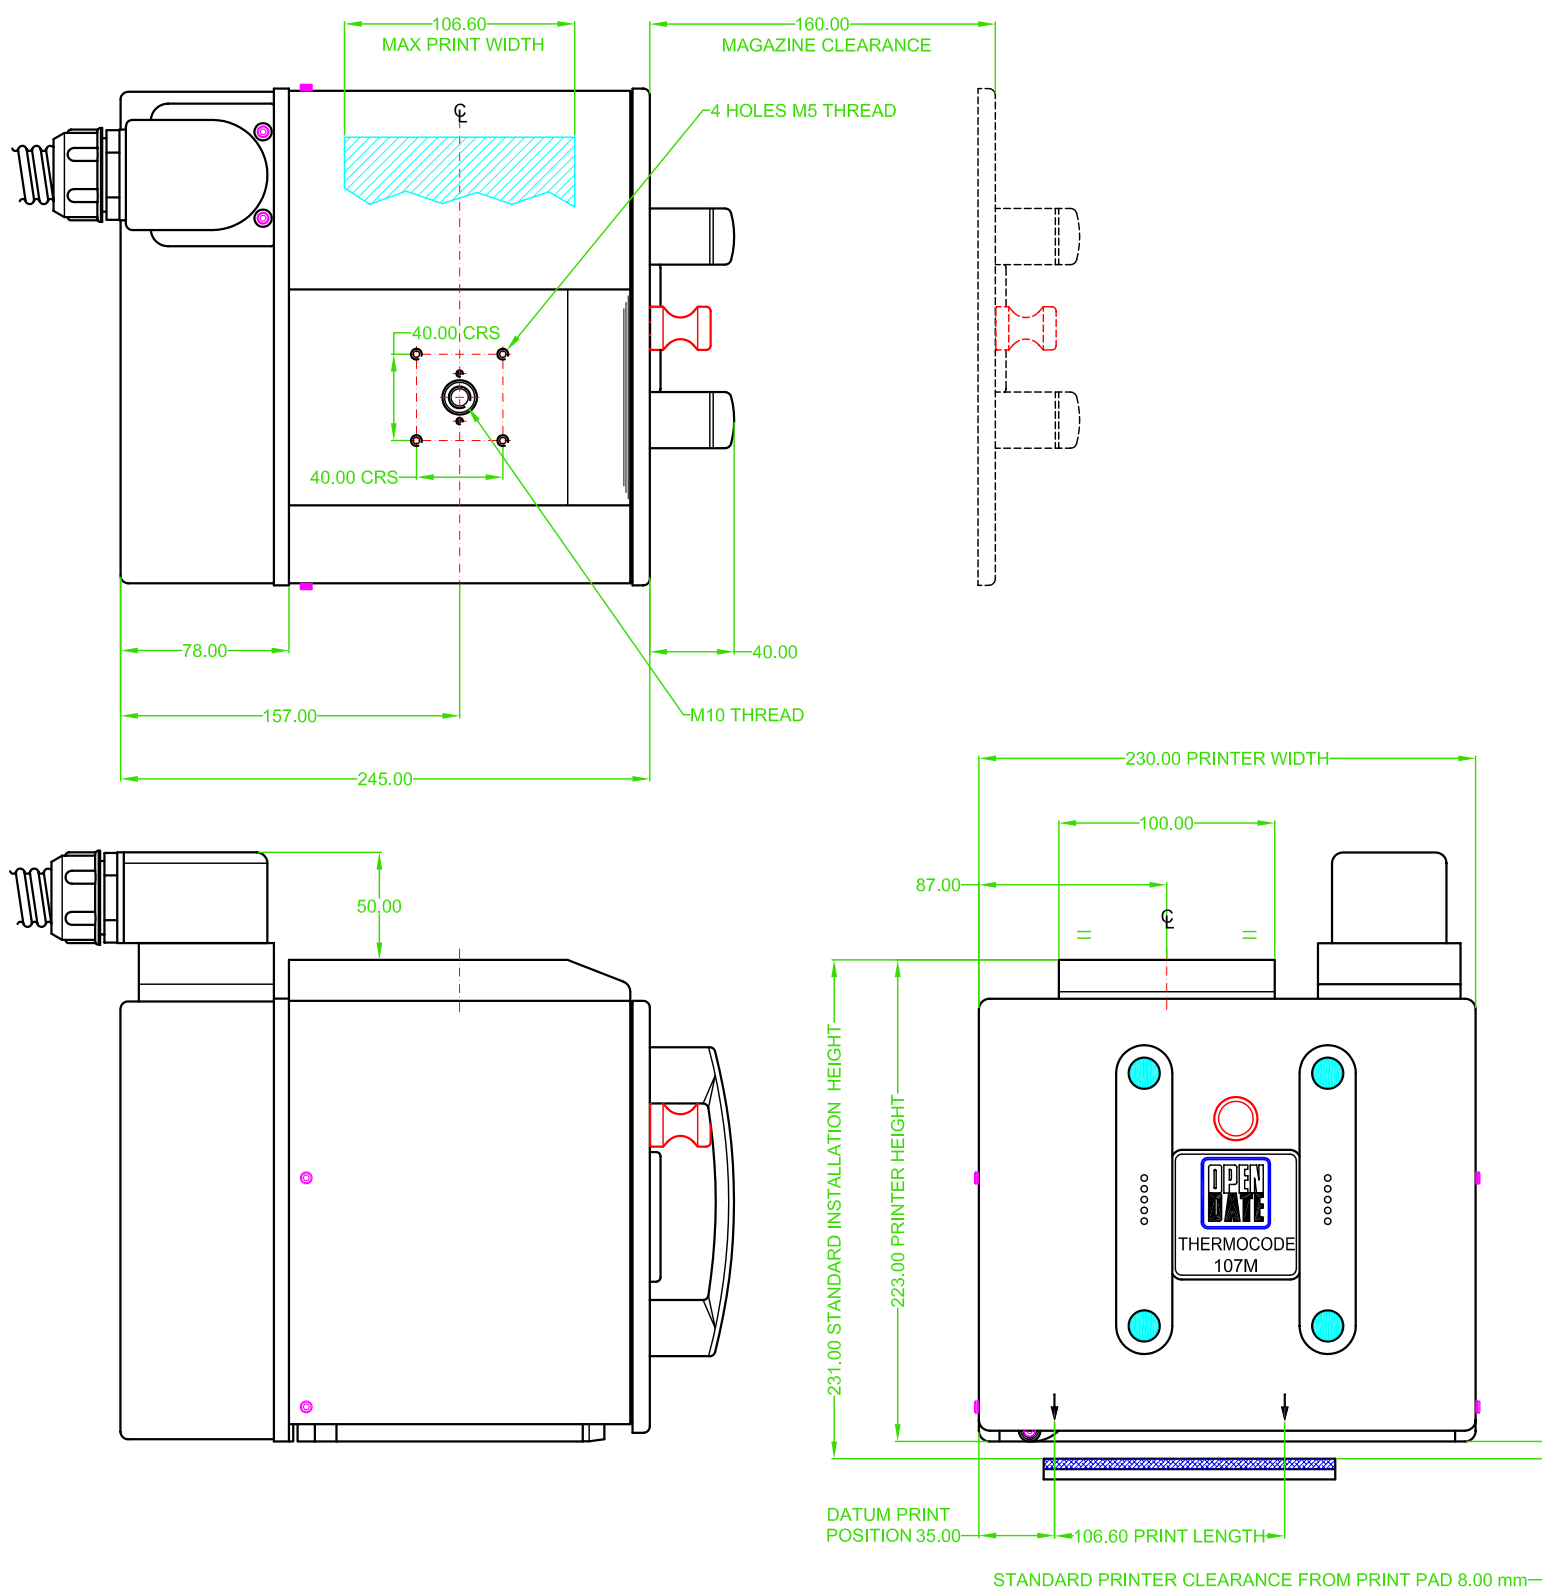 106.60
MAX PRINT WIDTH
160.00
MAGAZINE CLEARANCE
℄
4 HOLES M5 THREAD
40.00 CRS
40.00 CRS
78.00
40.00
157.00
M10 THREAD
245.00
230.00 PRINTER WIDTH
100.00
87.00
50.00
℄
=
=
231.00 STANDARD INSTALLATION HEIGHT
223.00 PRINTER HEIGHT
OPEN
DATE
THERMOCODE
107M
DATUM PRINT
POSITION 35.00
106.60 PRINT LENGTH
STANDARD PRINTER CLEARANCE FROM PRINT PAD 8.00 mm